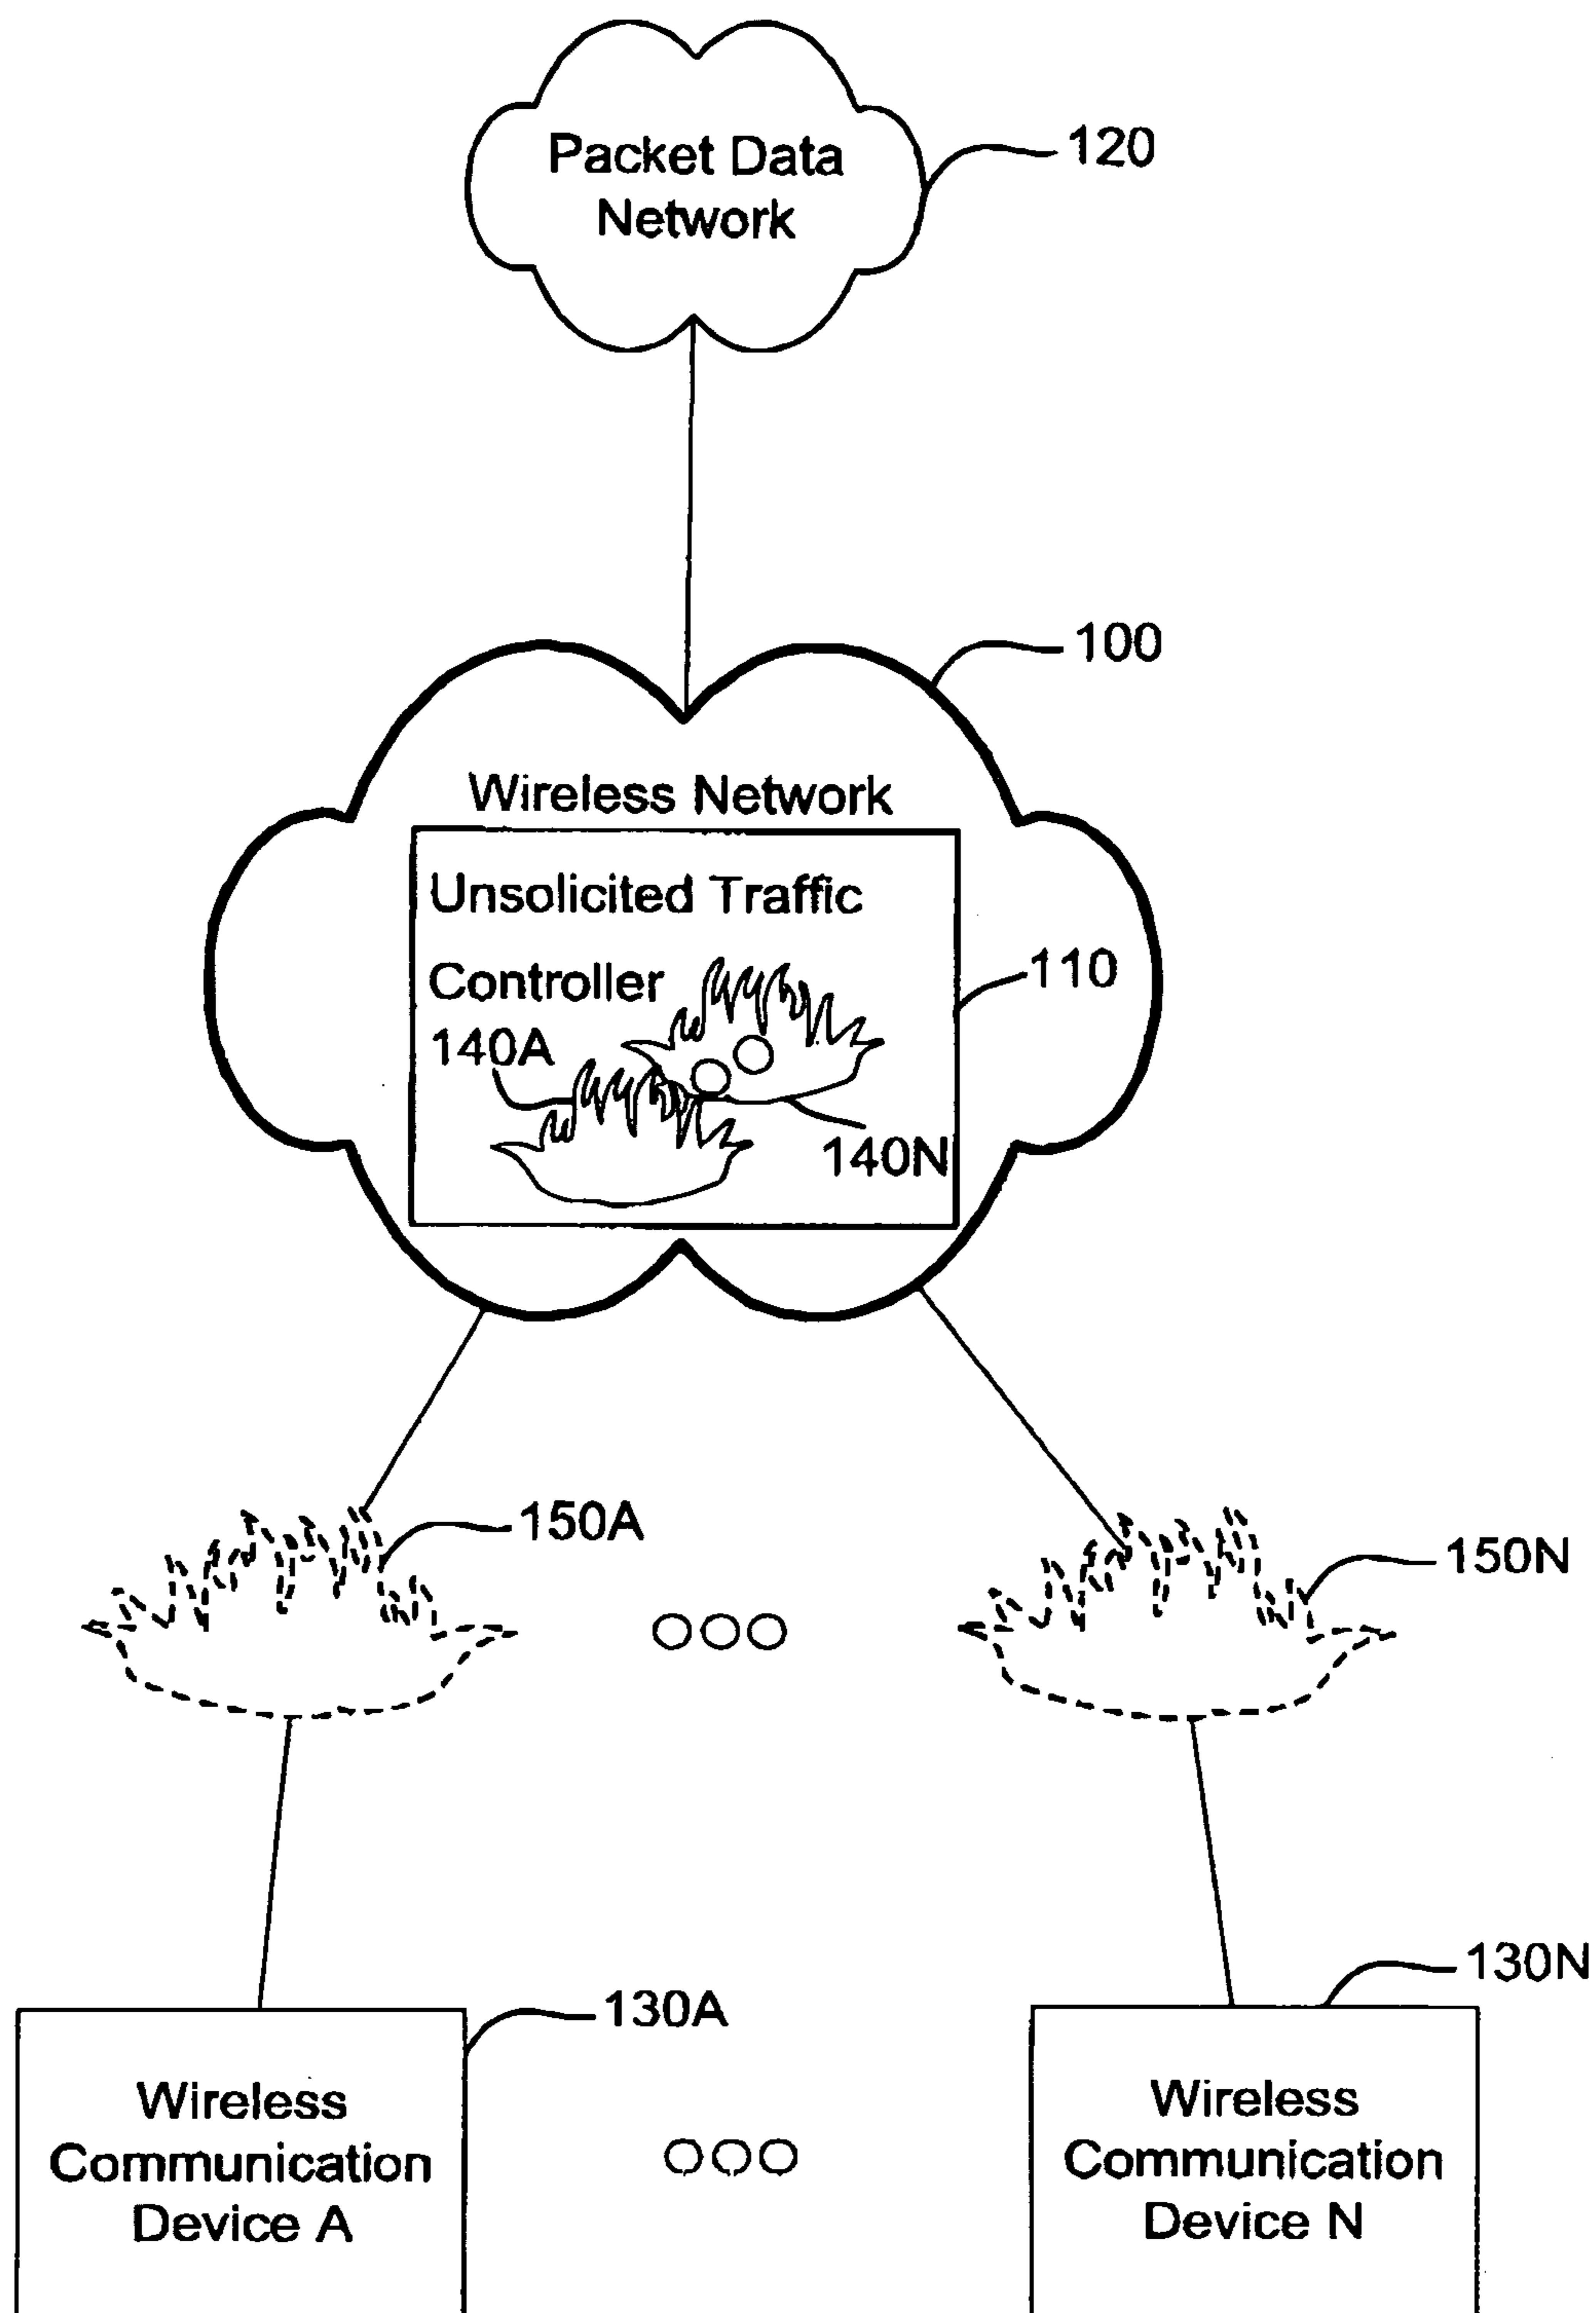 Packet Data
Network
120
100
Wireless Network
Unsolicited Traffic
Controller
110
140A
140N
150A
150N
130N
130A
Wireless
Communication
Device A
Wireless
Communication
Device N